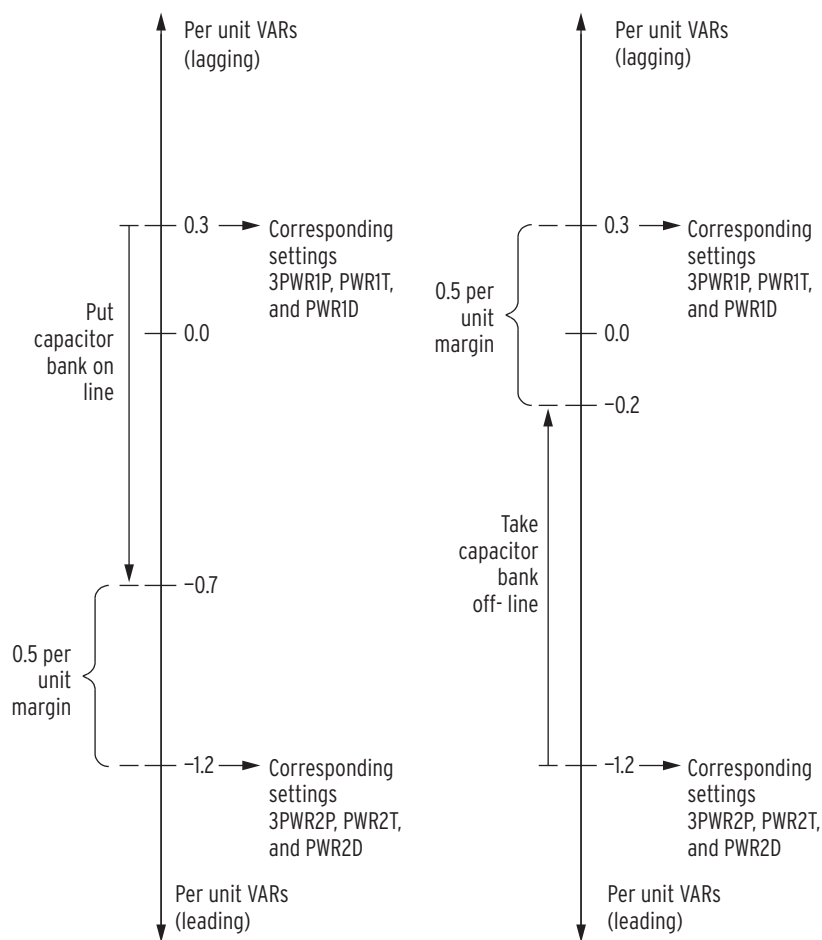 Per unit VARs
(lagging)
0.3
Corresponding
settings
3PWR1P, PWR1T,
and PWR1D
Put
capacitor
bank on
line
0.0
−0.7
0.5 per
unit
margin
−1.2
Corresponding
settings
3PWR2P, PWR2T,
and PWR2D
Per unit VARs
(leading)
Per unit VARs
(lagging)
0.3
Corresponding
settings
3PWR1P, PWR1T,
and PWR1D
0.5 per
unit
margin
0.0
−0.2
Take
capacitor
bank
off- line
−1.2
Corresponding
settings
3PWR2P, PWR2T,
and PWR2D
Per unit VARs
(leading)